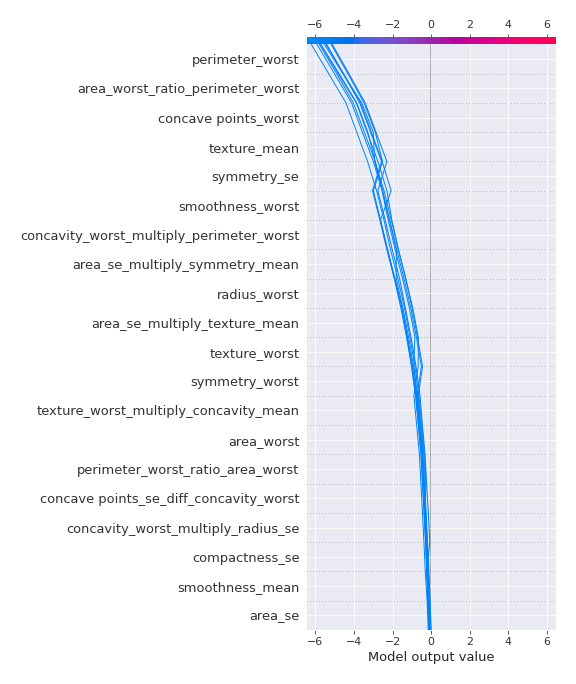 −6 −4 −2 0 2 4 6
perimeter_worst
area_worst_ratio_perimeter_worst
concave points_worst
texture_mean
symmetry_se
smoothness_worst
concavity_worst_multiply_perimeter_worst
area_se_multiply_symmetry_mean
radius_worst
area_se_multiply_texture_mean
texture_worst
symmetry_worst
texture_worst_multiply_concavity_mean
area_worst
perimeter_worst_ratio_area_worst
concave points_se_diff_concavity_worst
concavity_worst_multiply_radius_se
compactness_se
smoothness_mean
area_se
−6 −4 −2 0 2 4 6
Model output value